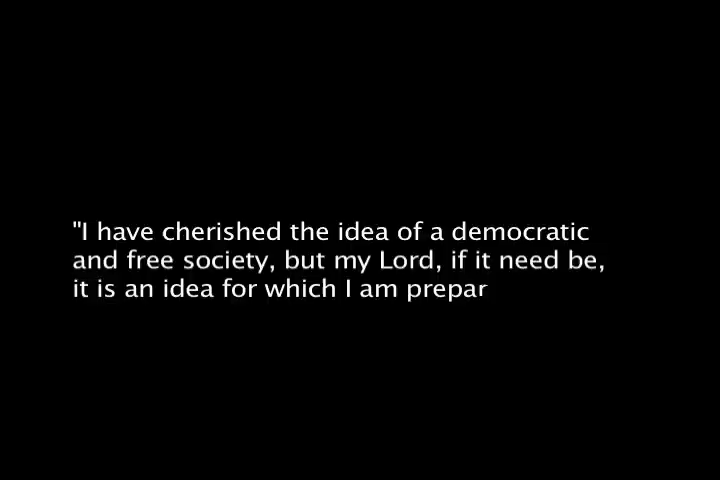 "I have cherished the idea of a democratic
and free society, but my Lord, if it need be,
it is an idea for which I am prepar